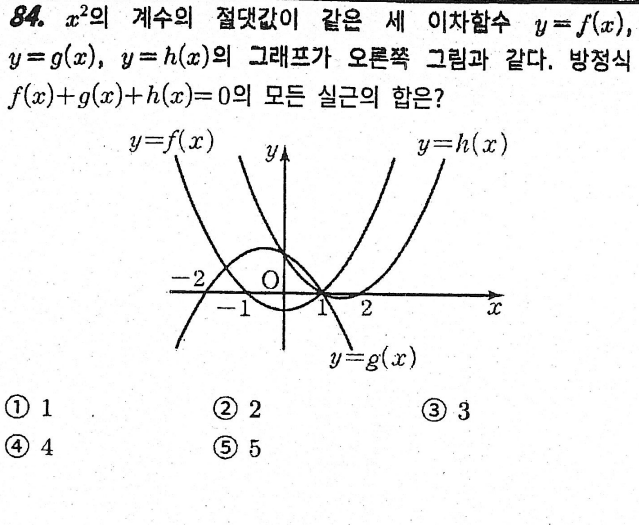 84. x²의 계수의 절댓값이 같은 세 이차함수 y=f(x),
y=g(x), y=h(x)의 그래프가 오른쪽 그림과 같다. 방정식
f(x)+g(x)+h(x)=0의 모든 실근의 합은?
y=f(x) y y=h(x)
-2 O
-1 1 2 x
y=g(x)
① 1 ② 2 ③ 3
④ 4 ⑤ 5